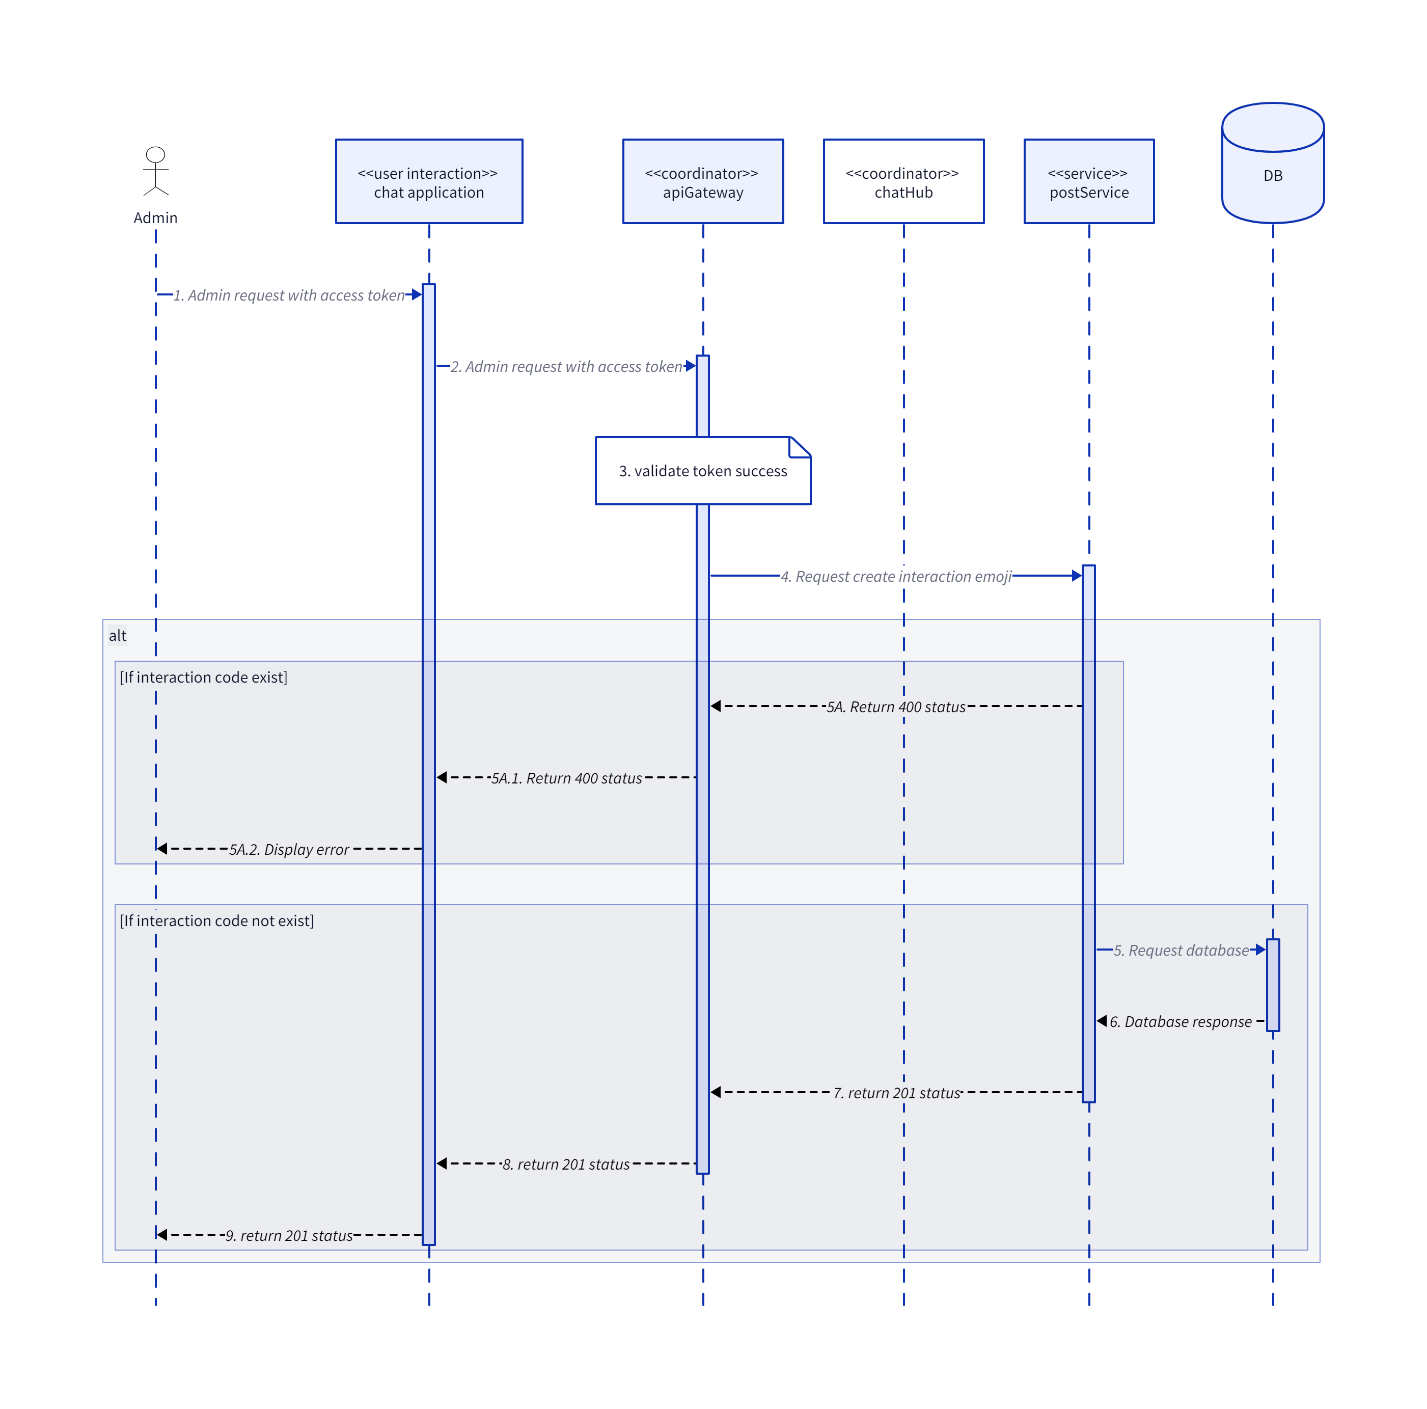 Admin
<<user interaction>>
chat application
<<coordinator>>
apiGateway
<<coordinator>>
chatHub
<<service>>
postService
DB
1. Admin request with access token
2. Admin request with access token
3. validate token success
4. Request create interaction emoji
alt
[If interaction code exist]
5A. Return 400 status
5A.1. Return 400 status
5A.2. Display error
[If interaction code not exist]
5. Request database
6. Database response
7. return 201 status
8. return 201 status
9. return 201 status